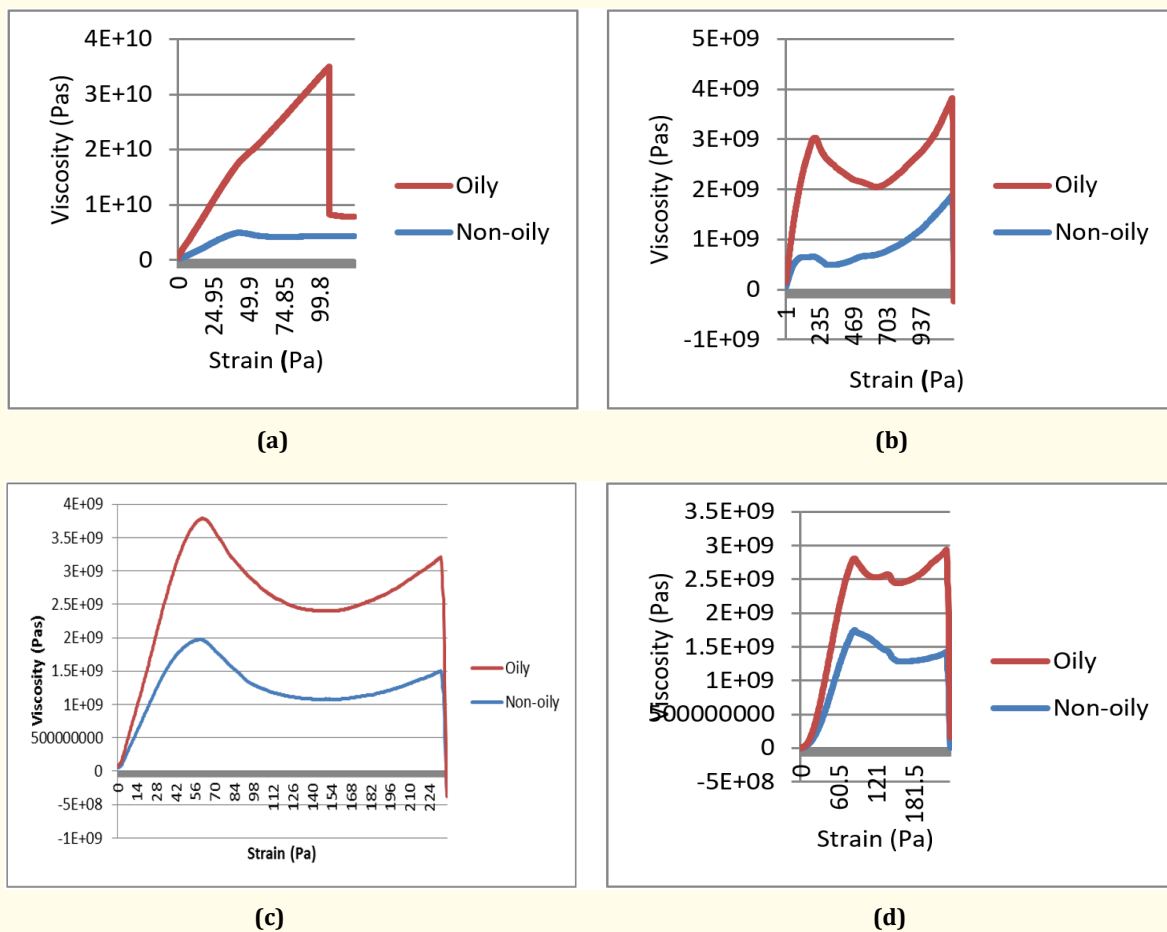 4E+10
3E+10
2E+10
1E+10
0
Viscosity (Pas)
0
24.95
49.9
74.85
99.8
Strain (Pa)
Oily
Non-oily
(a)
5E+09
4E+09
3E+09
2E+09
1E+09
0
-1E+09
Viscosity (Pas)
1
235
469
703
937
Strain (Pa)
Oily
Non-oily
(b)
4E+09
3.5E+09
3E+09
2.5E+09
2E+09
1.5E+09
1E+09
500000000
0
-5E+08
-1E+09
Viscosity (Pas)
0
14
28
42
56
70
84
98
112
126
140
154
168
182
196
210
224
Strain (Pa)
Oily
Non-oily
(c)
3.5E+09
3E+09
2.5E+09
2E+09
1.5E+09
1E+09
500000000
0
-5E+08
Viscosity (Pas)
0
60.5
121
181.5
Strain (Pa)
Oily
Non-oily
(d)